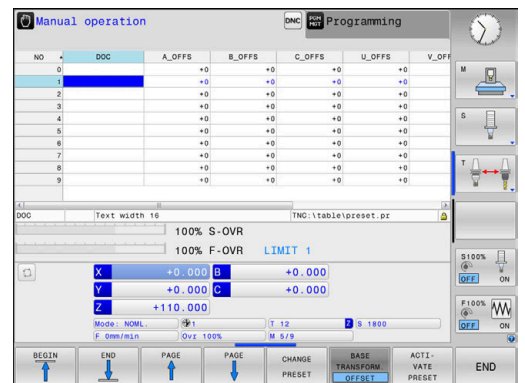 Manual operation DNC PGM MGT Programming
NO DOC A_OFFS B_OFFS C_OFFS U_OFFS V_OFF
0 +0 +0 +0 +0
1 +0 +0 +0 +0
2 +0 +0 +0 +0
3 +0 +0 +0 +0
4 +0 +0 +0 +0
5 +0 +0 +0 +0
6 +0 +0 +0 +0
7 +0 +0 +0 +0
8 +0 +0 +0 +0
9 +0 +0 +0 +0
M
S
T
DOC Text width 16 TNC:\table\preset.pr
100% S-OVR
100% F-OVR LIMIT 1
X +0.000 B +0.000
Y +0.000 C +0.000
Z +110.000
Mode: NOML. 1 T 12 Z S 1800
F 0mm/min Ovr 100% M 5/9
S100%
OFF ON
F100%
OFF ON
BEGIN
END
PAGE
PAGE
CHANGE
PRESET
BASE
TRANSFORM.
OFFSET
ACTI-
VATE
PRESET
END